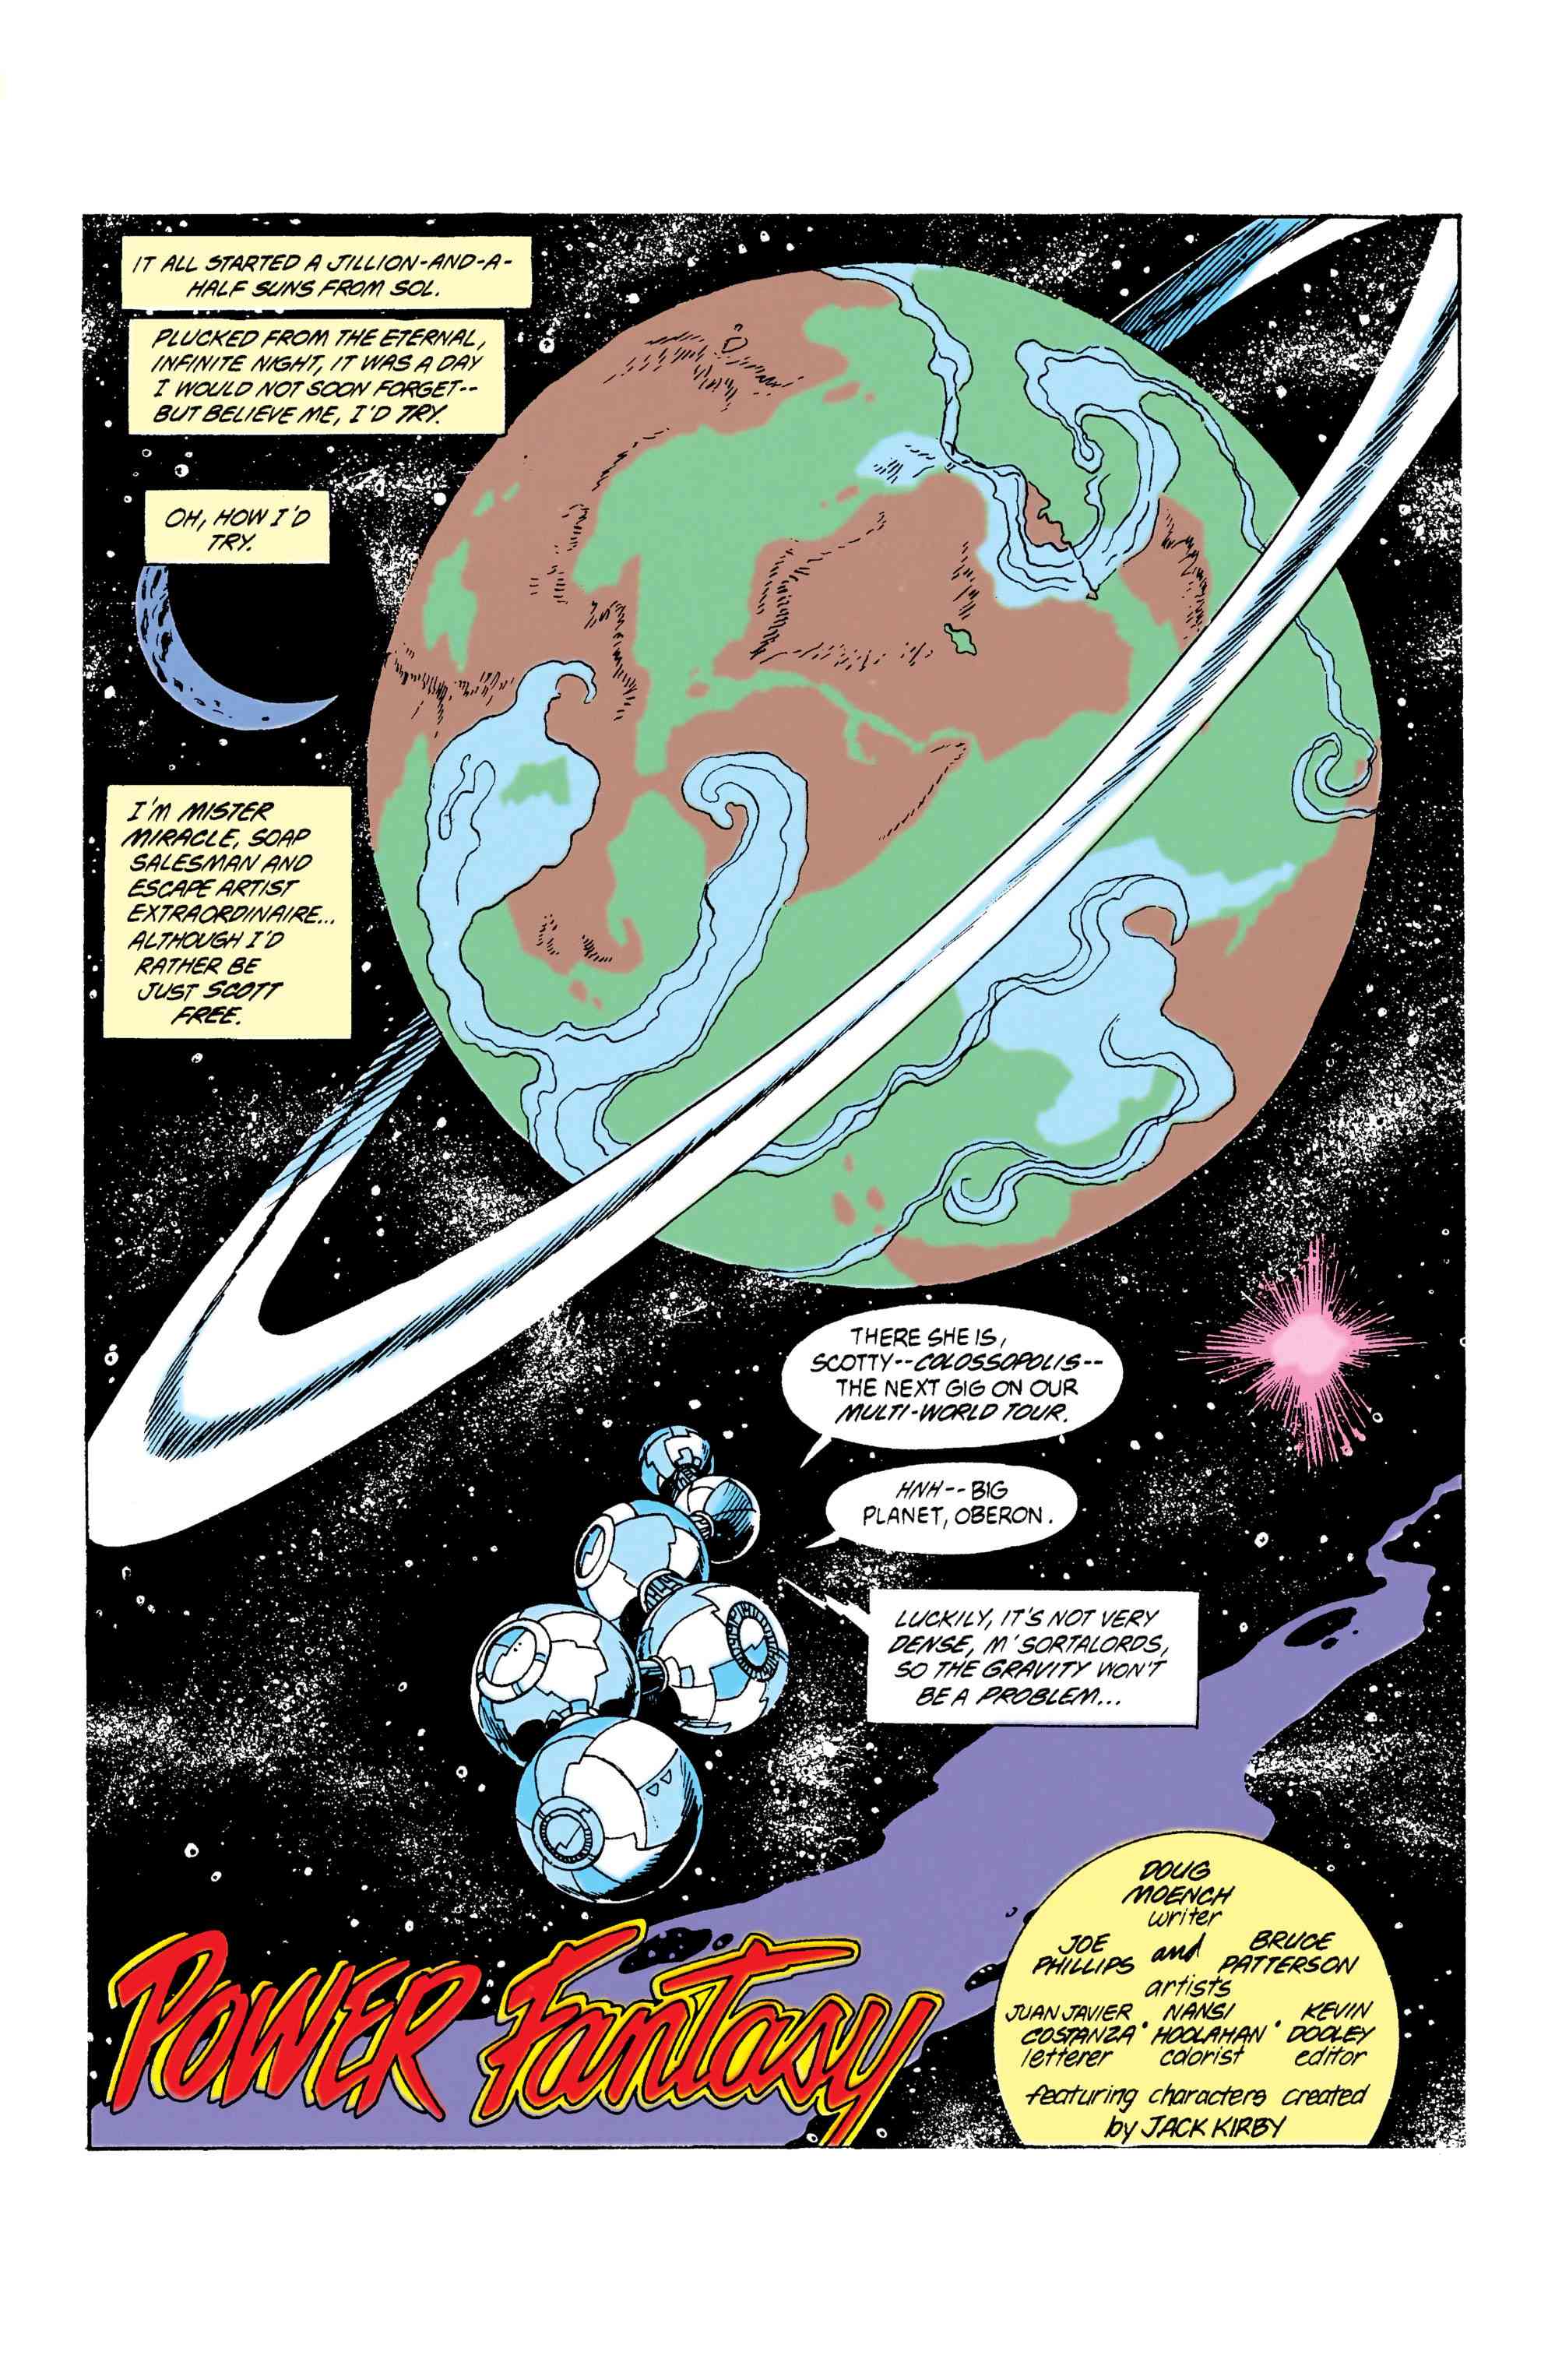 IT ALL STARTED A JILLION-AND-A-
HALF SUNS FROM SOL.
PLUCKED FROM THE ETERNAL,
INFINITE NIGHT, IT WAS A DAY
I WOULD NOT SOON FORGET--
BUT BELIEVE ME, I'D TRY.
OH, HOW I'D
TRY.
I'M MISTER
MIRACLE, SOAP
SALESMAN AND
ESCAPE ARTIST
EXTRAORDINAIRE...
ALTHOUGH I'D
RATHER BE
JUST SCOTT
FREE.
THERE SHE IS,
SCOTTY--COLOSSOPOLIS--
THE NEXT GIG ON OUR
MULTI-WORLD TOUR.
HNH--BIG
PLANET, OBERON.
LUCKILY, IT'S NOT VERY
DENSE, M'SORTALORDS,
SO THE GRAVITY WON'T
BE A PROBLEM...
POWER Fantasy
DOUG
MOENCH
writer
JOE and BRUCE
PHILLIPS PATTERSON
artists
JUAN JAVIER NANSI KEVIN
COSTANZA • HOOLAHAN • DOOLEY
letterer colorist editor
featuring characters created
by JACK KIRBY